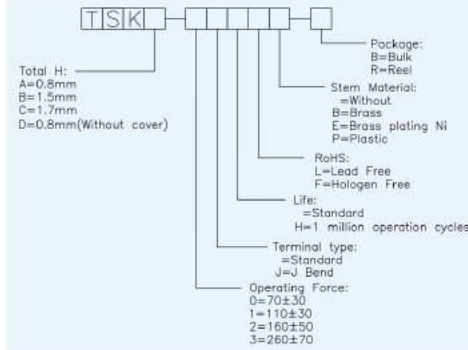 TSK
Package:
B=Bulk
R=Reel
Total H:
A=0.8mm
B=1.5mm
C=1.7mm
D=0.8mm(Without cover)
Stem Material:
=Without
B=Brass
E=Brass plating Ni
P=Plastic
RoHS:
L=Lead Free
F=Hologen Free
Life:
=Standard
H=1 million operation cycles
Terminal type:
=Standard
J=J Bend
Operating Force:
0=70±30
1=110±30
2=160±50
3=260±70